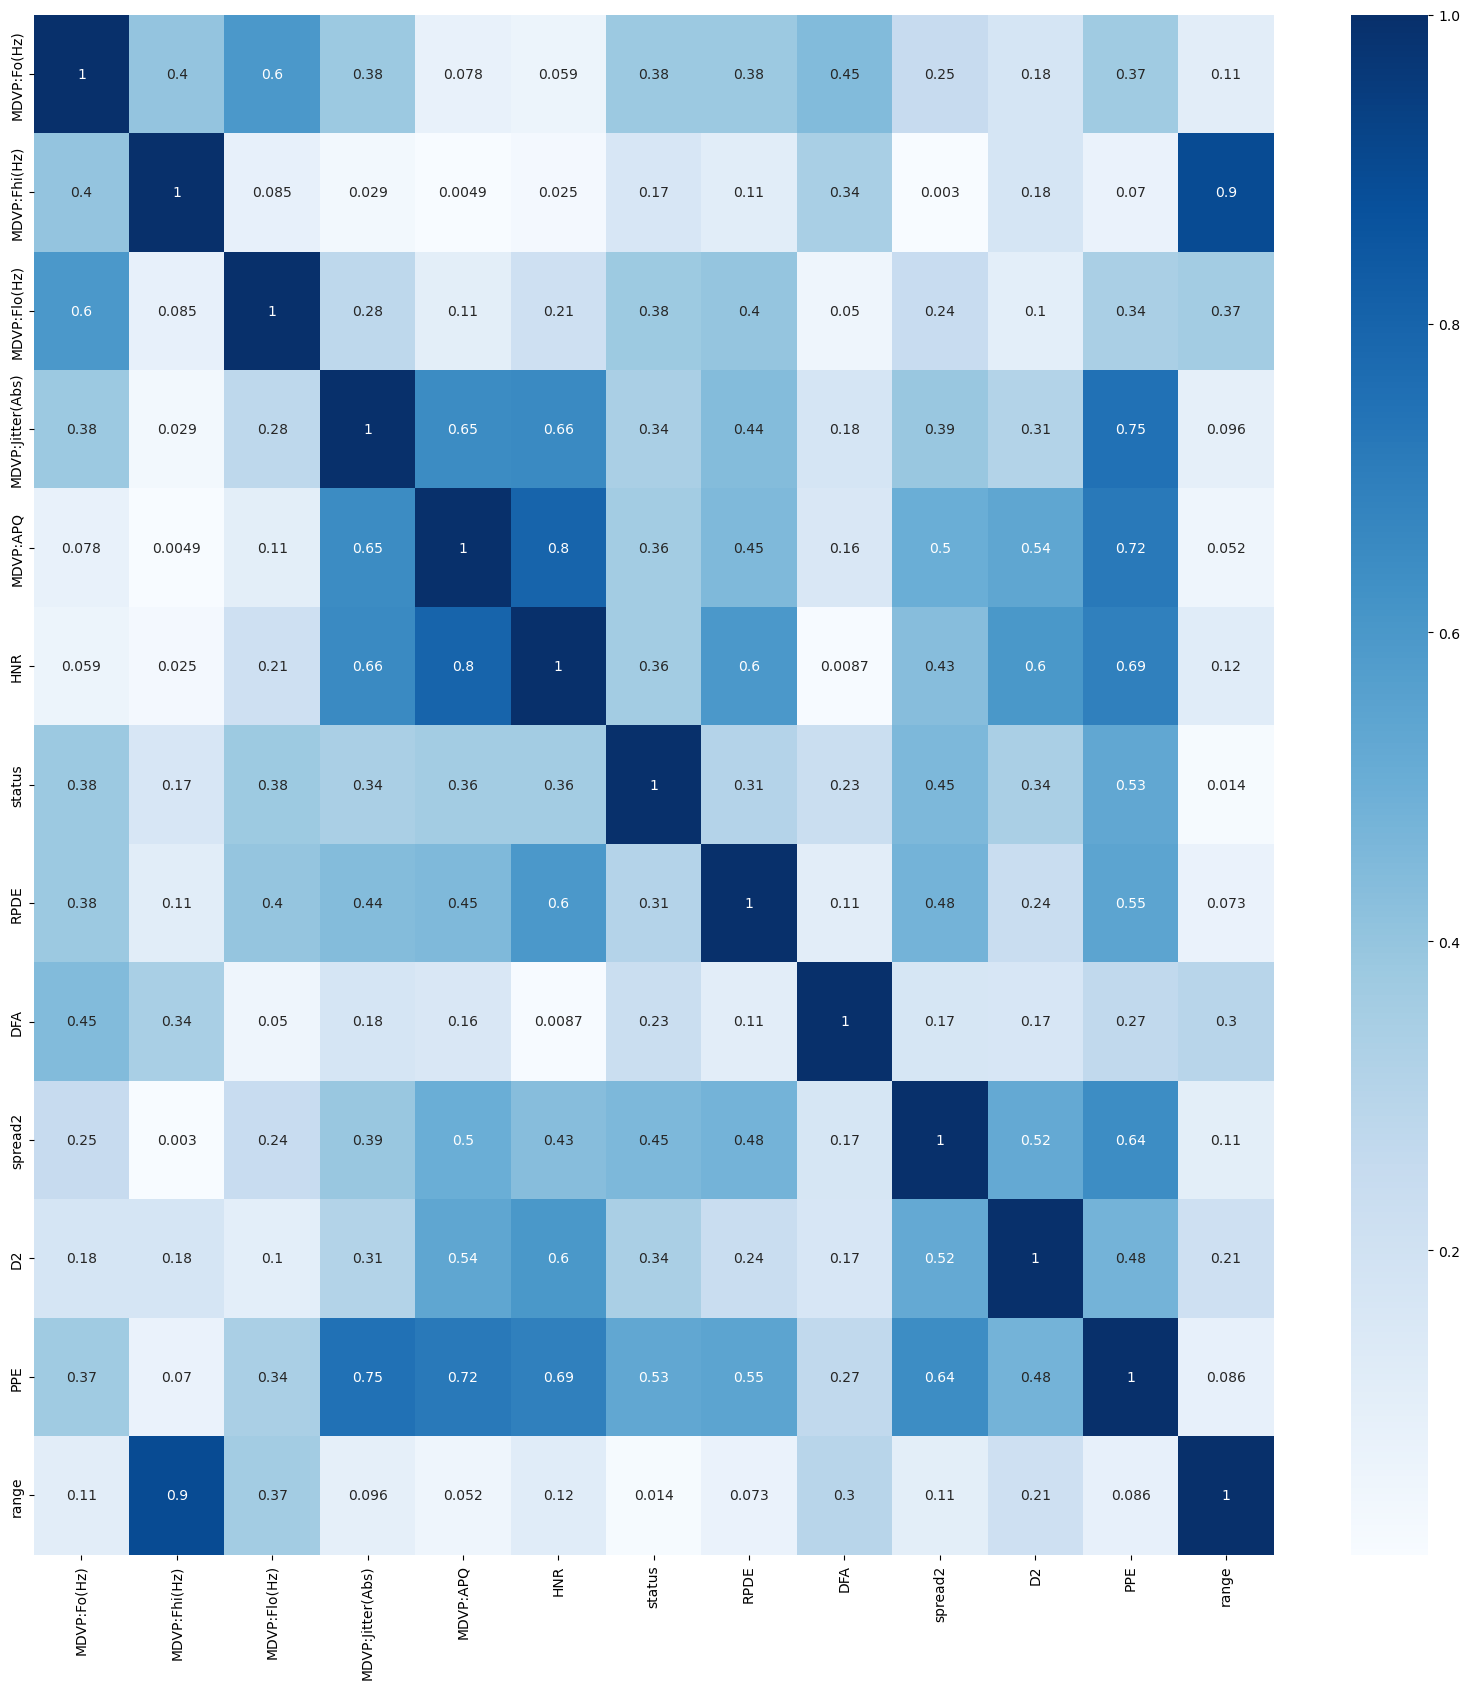 MDVP:Fo(Hz) 1 0.4 0.6 0.38 0.078 0.059 0.38 0.38 0.45 0.25 0.18 0.37 0.11
MDVP:Fhi(Hz) 0.4 1 0.085 0.029 0.0049 0.025 0.17 0.11 0.34 0.003 0.18 0.07 0.9
MDVP:Flo(Hz) 0.6 0.085 1 0.28 0.11 0.21 0.38 0.4 0.05 0.24 0.1 0.34 0.37
MDVP:Jitter(Abs) 0.38 0.029 0.28 1 0.65 0.66 0.34 0.44 0.18 0.39 0.31 0.75 0.096
MDVP:APQ 0.078 0.0049 0.11 0.65 1 0.8 0.36 0.45 0.16 0.5 0.54 0.72 0.052
HNR 0.059 0.025 0.21 0.66 0.8 1 0.36 0.6 0.0087 0.43 0.6 0.69 0.12
status 0.38 0.17 0.38 0.34 0.36 0.36 1 0.31 0.23 0.45 0.34 0.53 0.014
RPDE 0.38 0.11 0.4 0.44 0.45 0.6 0.31 1 0.11 0.48 0.24 0.55 0.073
DFA 0.45 0.34 0.05 0.18 0.16 0.0087 0.23 0.11 1 0.17 0.17 0.27 0.3
spread2 0.25 0.003 0.24 0.39 0.5 0.43 0.45 0.48 0.17 1 0.52 0.64 0.11
D2 0.18 0.18 0.1 0.31 0.54 0.6 0.34 0.24 0.17 0.52 1 0.48 0.21
PPE 0.37 0.07 0.34 0.75 0.72 0.69 0.53 0.55 0.27 0.64 0.48 1 0.086
range 0.11 0.9 0.37 0.096 0.052 0.12 0.014 0.073 0.3 0.11 0.21 0.086 1
MDVP:Fo(Hz) MDVP:Fhi(Hz) MDVP:Flo(Hz) MDVP:Jitter(Abs) MDVP:APQ HNR status RPDE DFA spread2 D2 PPE range
1.0
0.8
0.6
0.4
0.2